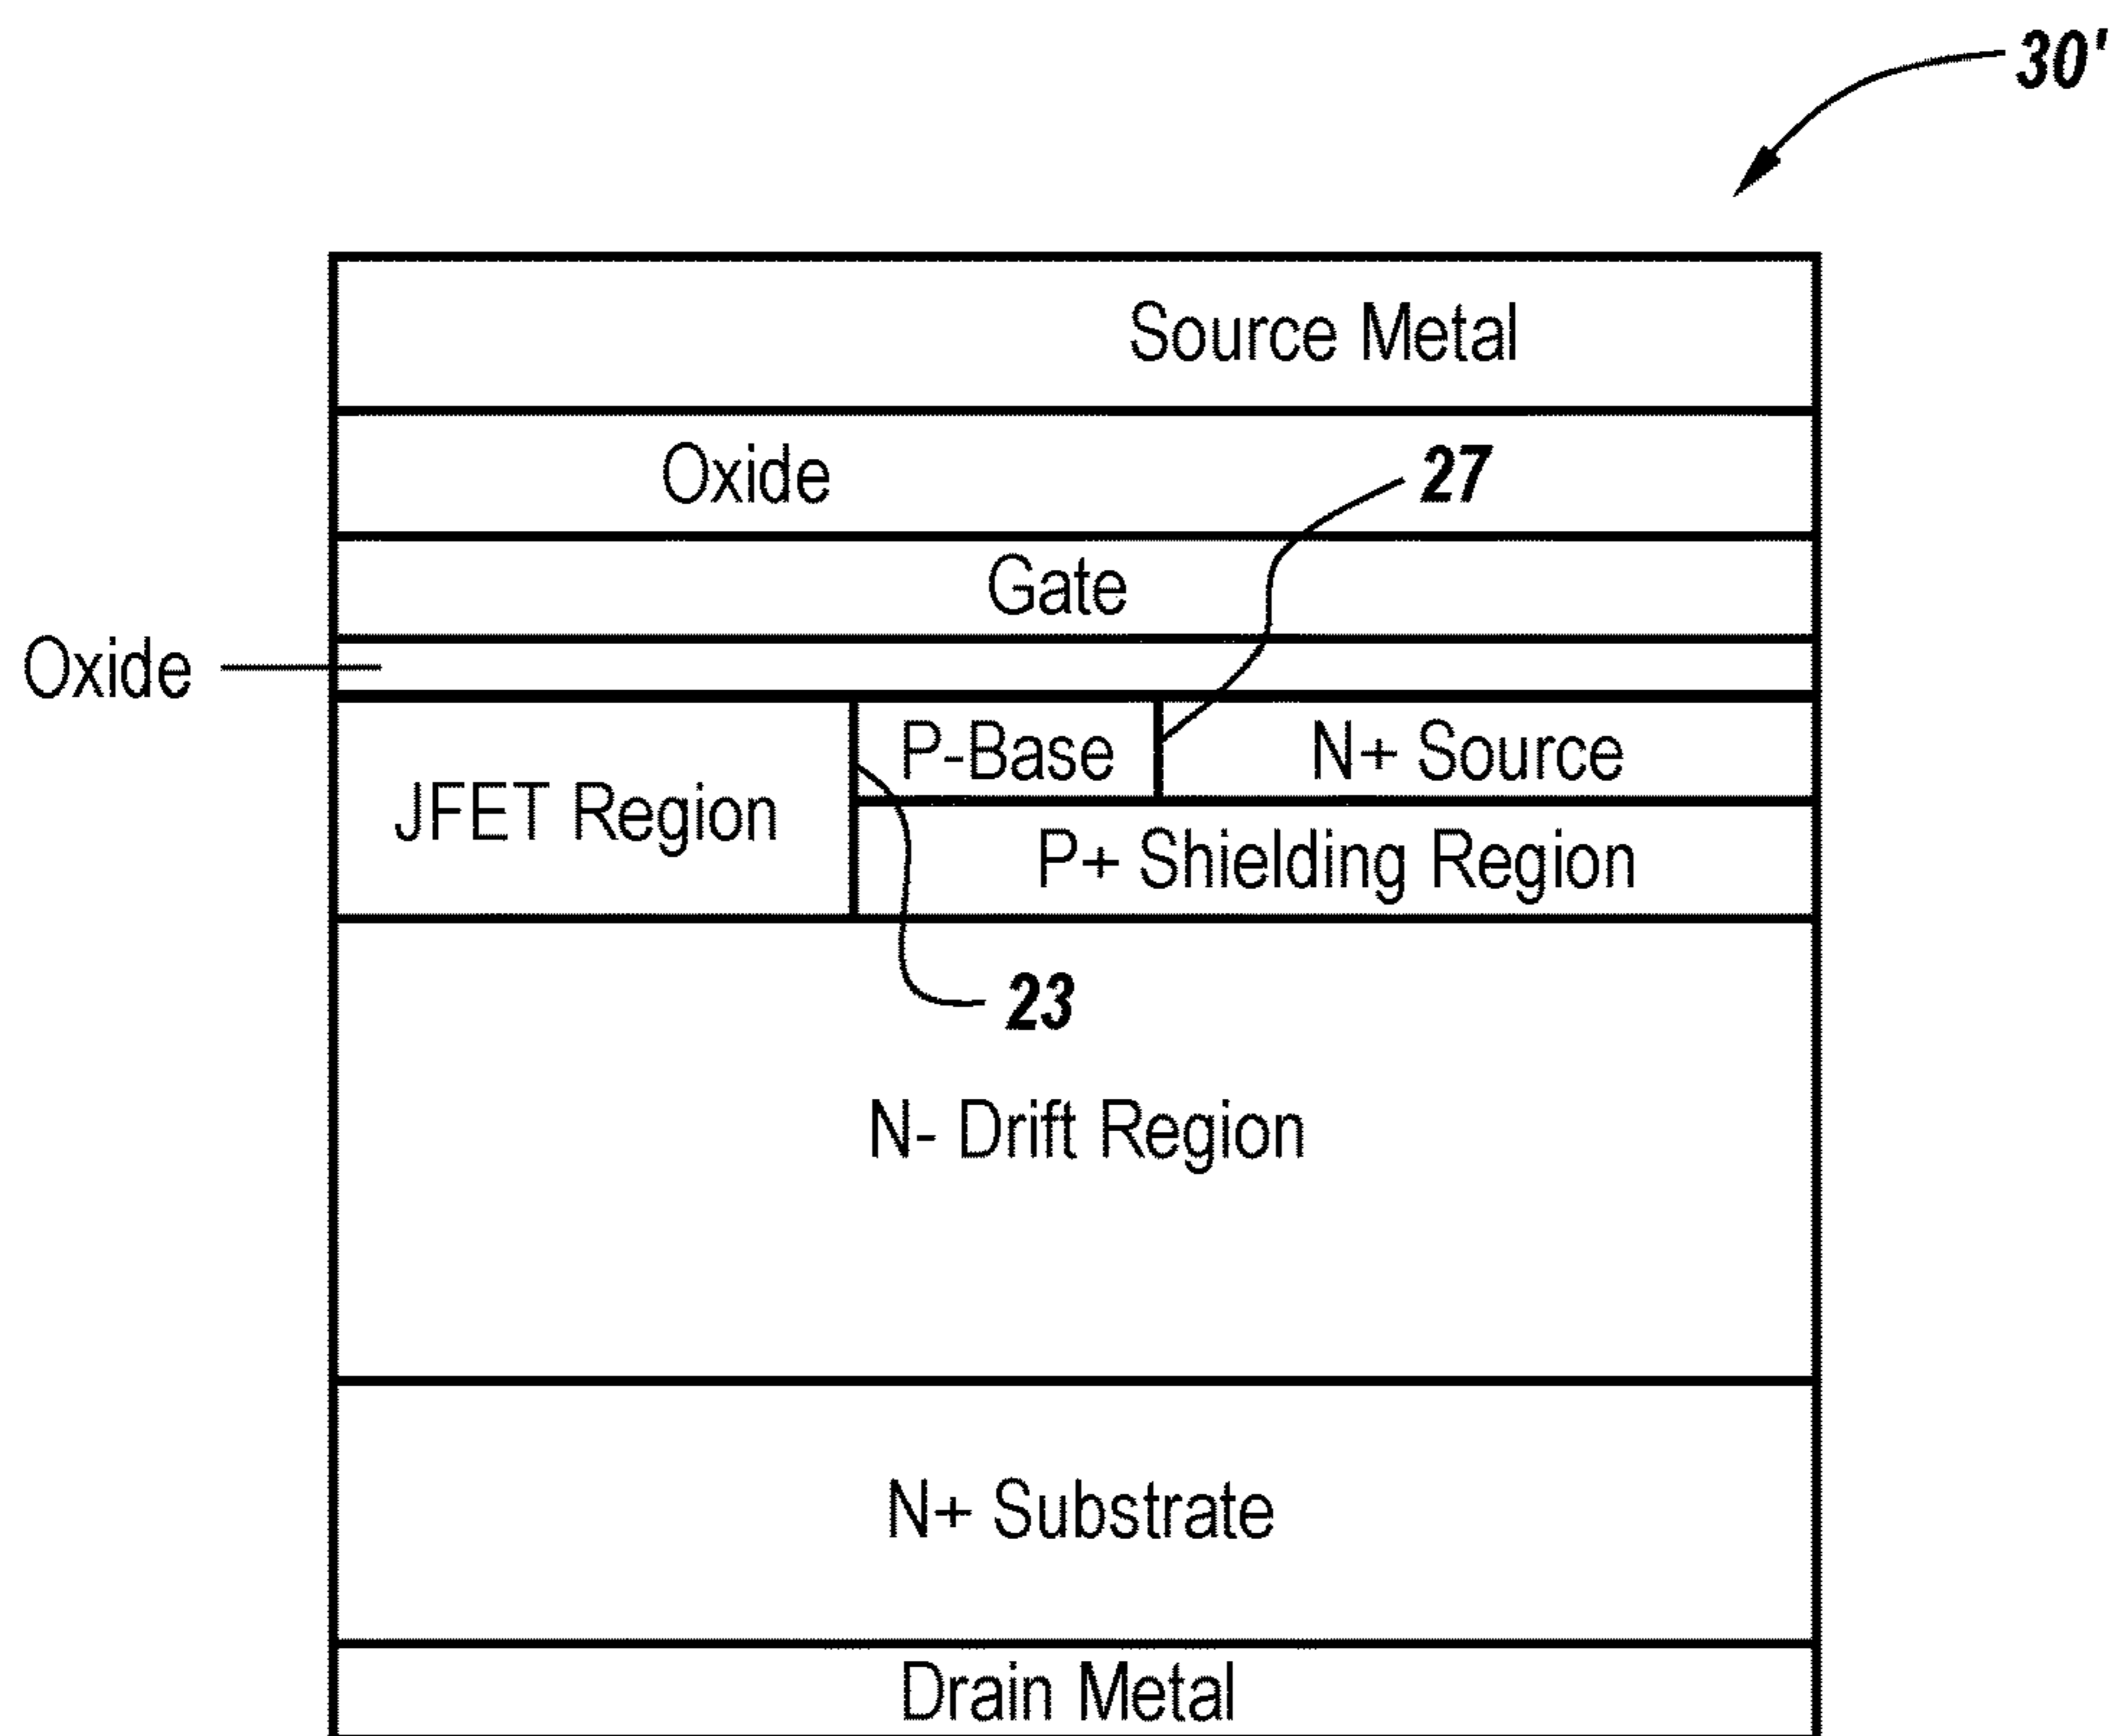 30'
Source Metal
Oxide
27
Gate
Oxide
P-Base
N+ Source
JFET Region
P+ Shielding Region
23
N- Drift Region
N+ Substrate
Drain Metal